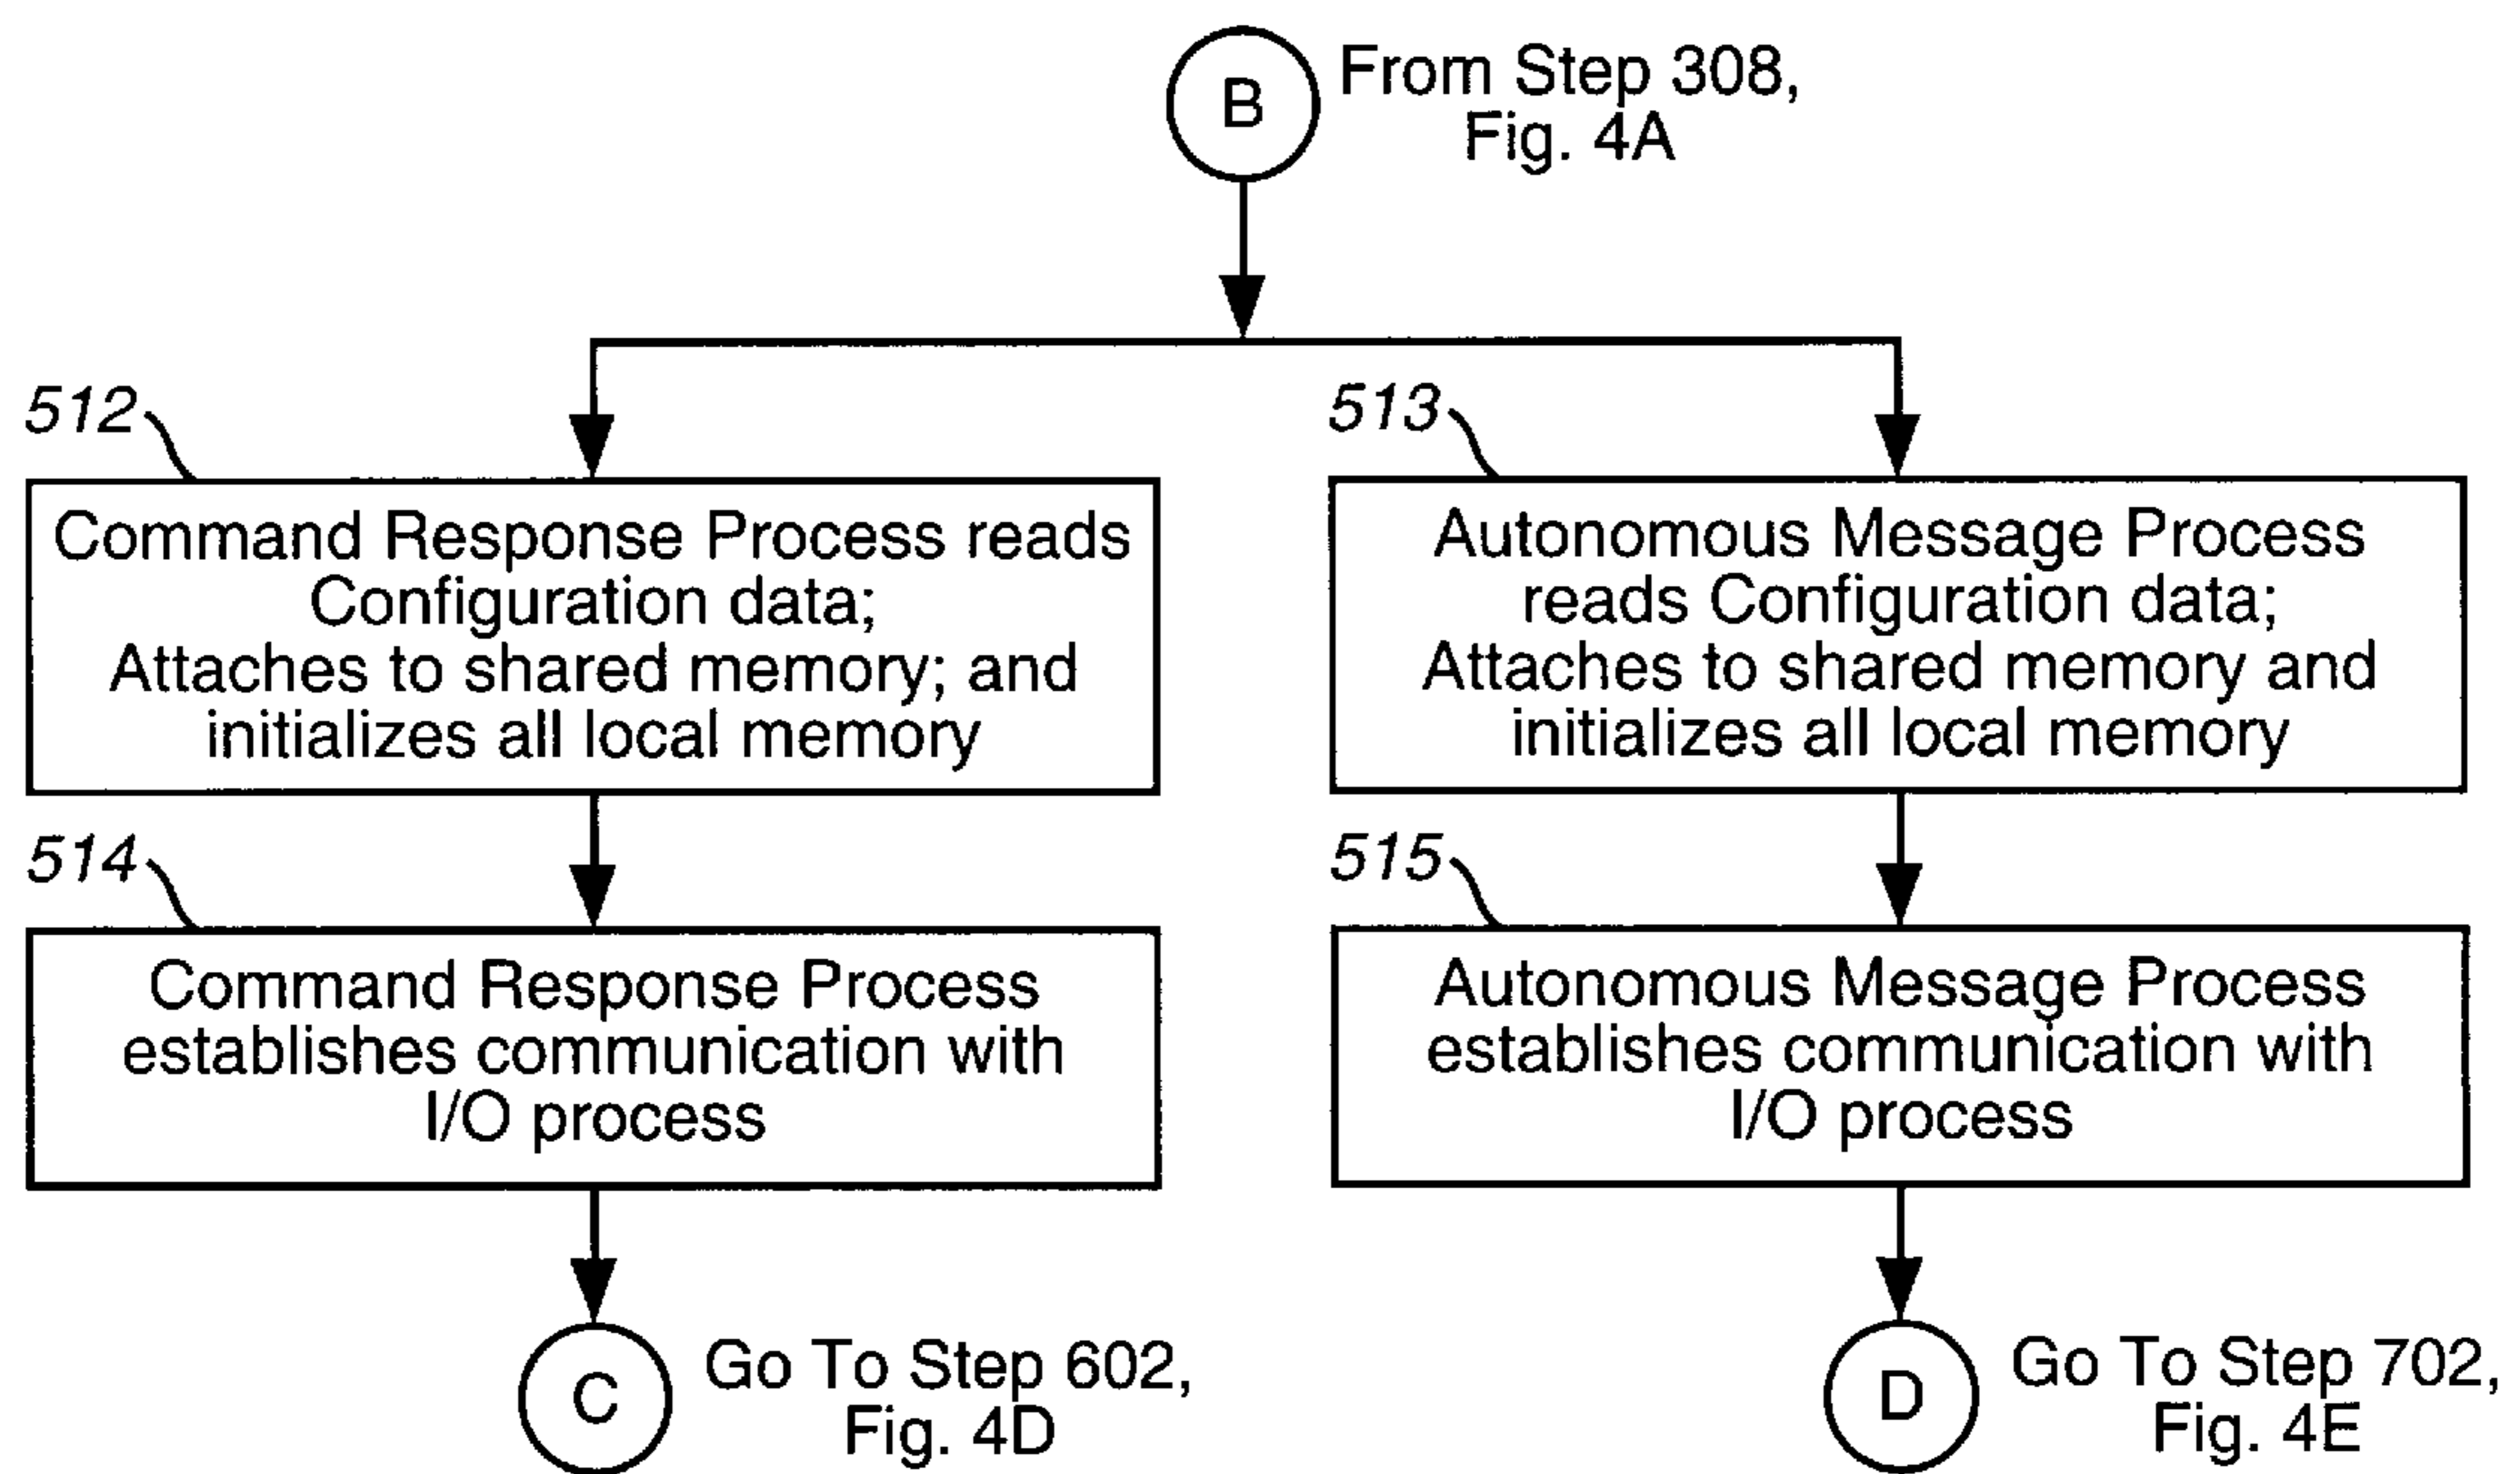 B
From Step 308,
Fig. 4A
512
Command Response Process reads
Configuration data;
Attaches to shared memory; and
initializes all local memory
513
Autonomous Message Process
reads Configuration data;
Attaches to shared memory and
initializes all local memory
514
Command Response Process
establishes communication with
I/O process
515
Autonomous Message Process
establishes communication with
I/O process
C
Go To Step 602,
Fig. 4D
D
Go To Step 702,
Fig. 4E